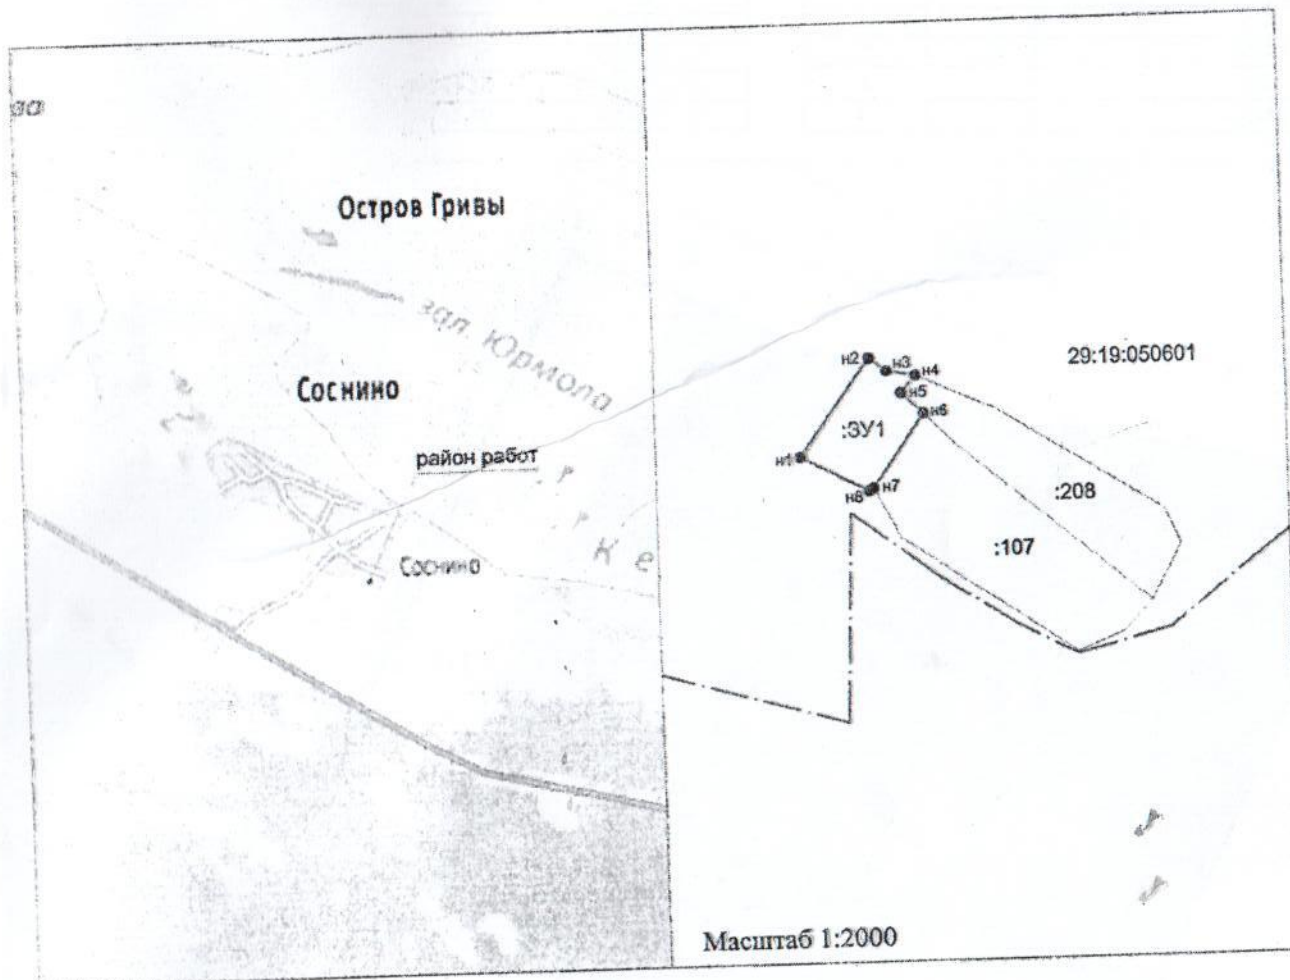 Остров Гривы
зал. Юрмола
Соснино
район работ
Соснино
К е
н2
н3
н4
29:19:050601
н5
н6
:ЗУ1
н1
н8
н7
:208
:107
Масштаб 1:2000